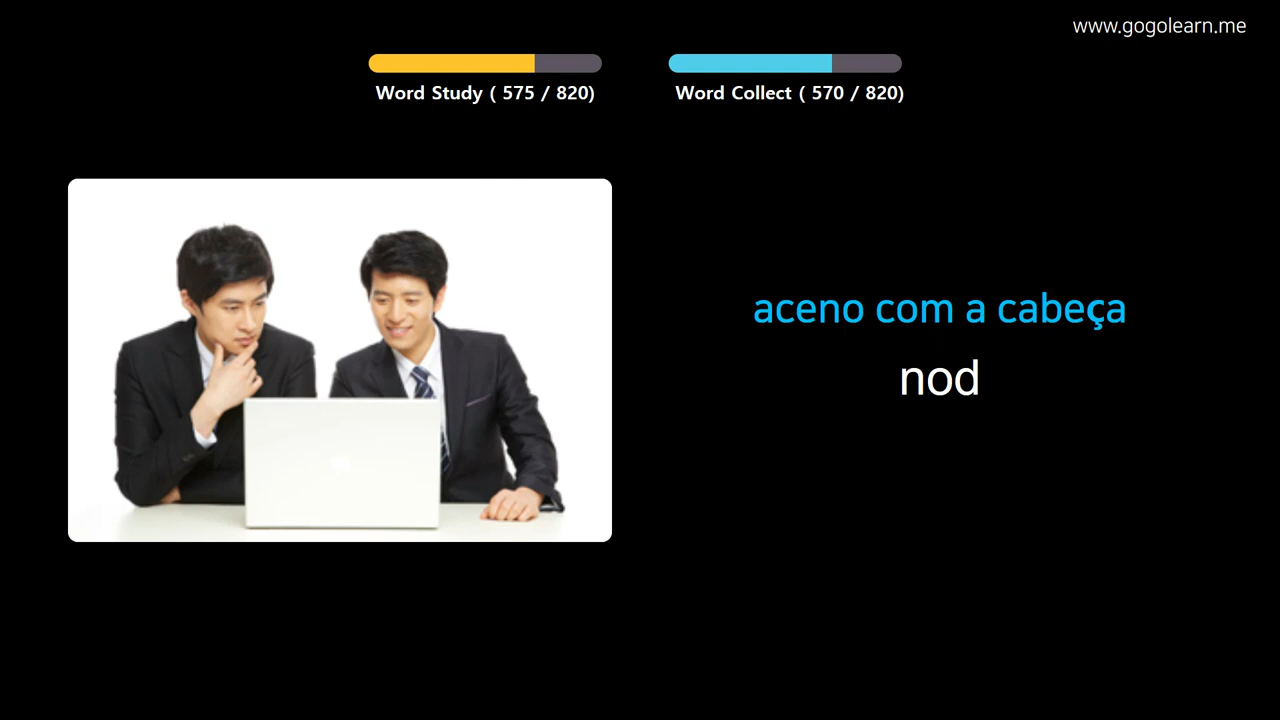 www.gogolearn.me
Word Study ( 575 / 820)
Word Collect ( 570 / 820)
aceno com a cabeça
nod